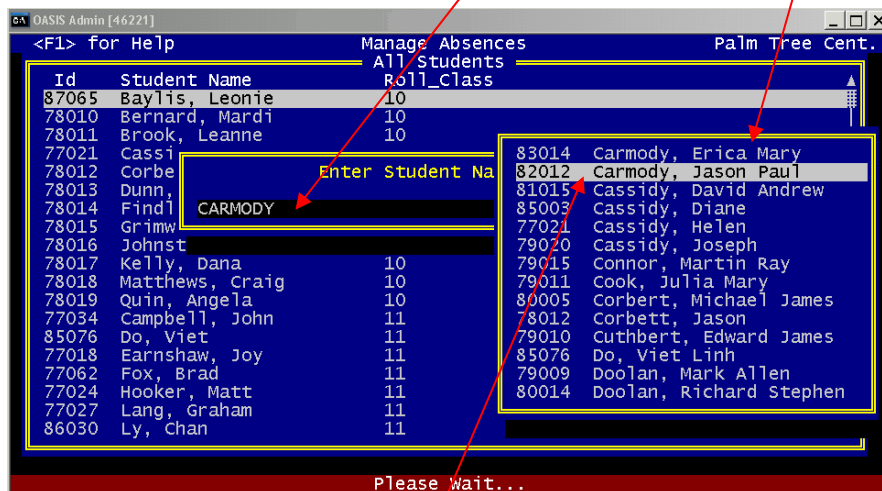 OASIS Admin [46221]
<F1> for Help Manage Absences Palm Tree Cent.
All Students
Id Student Name Roll_Class
87065 Baylis, Leonie 10
78010 Bernard, Mardi 10
78011 Brook, Leanne 10
77021 Cassi
78012 Corbe
78013 Dunn,
78014 Findl
78015 Grimw
78016 Johnst
78017 Kelly, Dana 10
78018 Matthews, Craig 10
78019 Quin, Angela 10
77034 Campbell, John 11
85076 Do, Viet 11
77018 Earnshaw, Joy 11
77062 Fox, Brad 11
77024 Hooker, Matt 11
77027 Lang, Graham 11
86030 Ly, Chan 11
Enter Student Na
CARMODY
83014 Carmody, Erica Mary
82012 Carmody, Jason Paul
81015 Cassidy, David Andrew
85003 Cassidy, Diane
77021 Cassidy, Helen
79020 Cassidy, Joseph
79015 Connor, Martin Ray
79011 Cook, Julia Mary
80005 Corbert, Michael James
78012 Corbett, Jason
79010 Cuthbert, Edward James
85076 Do, Viet Linh
79009 Doolan, Mark Allen
80014 Doolan, Richard Stephen
Please Wait...